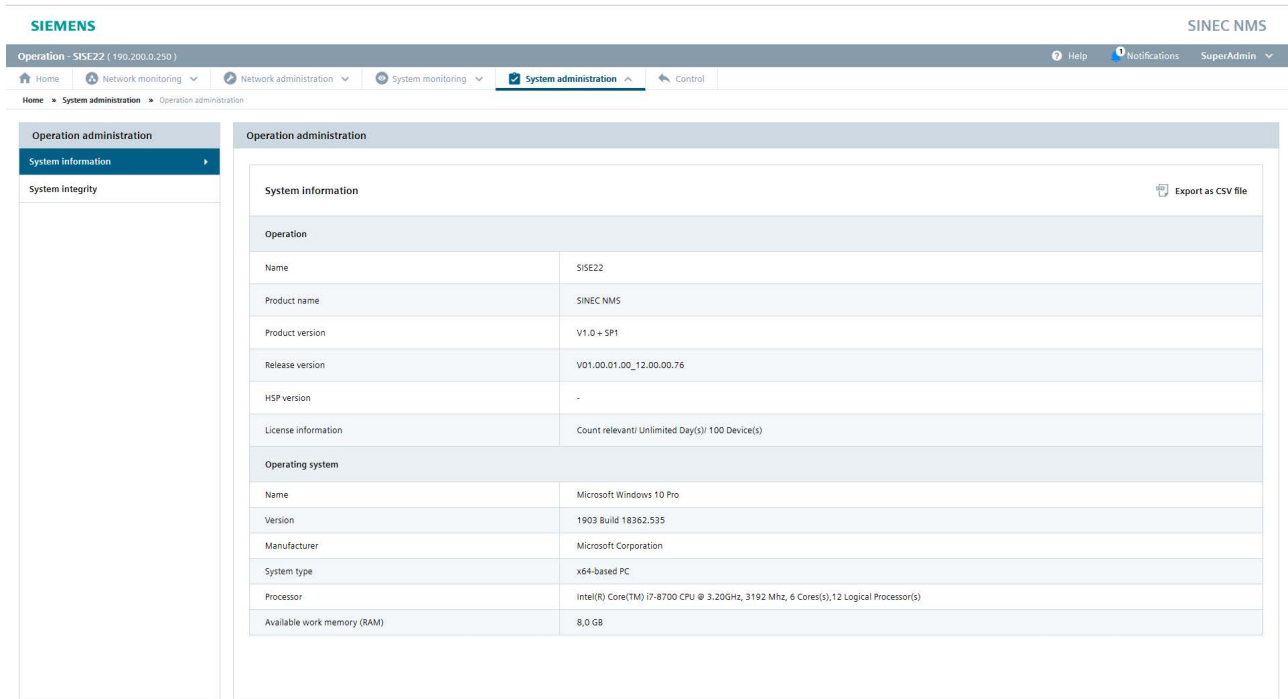 SIEMENS
SINEC NMS
Operation - SISE22 ( 190.200.0.250 )
Help
1
Notifications
SuperAdmin
Home
Network monitoring
Network administration
System monitoring
System administration
Control
Home » System administration » Operation administration
Operation administration
System information
System integrity
Operation administration
System information
Export as CSV file
Operation
Name SISE22
Product name SINEC NMS
Product version V1.0 + SP1
Release version V01.00.01.00_12.00.00.76
HSP version -
License information Count relevant/ Unlimited Day(s)/ 100 Device(s)
Operating system
Name Microsoft Windows 10 Pro
Version 1903 Build 18362.535
Manufacturer Microsoft Corporation
System type x64-based PC
Processor Intel(R) Core(TM) i7-8700 CPU @ 3.20GHz, 3192 Mhz, 6 Cores(s),12 Logical Processor(s)
Available work memory (RAM) 8,0 GB